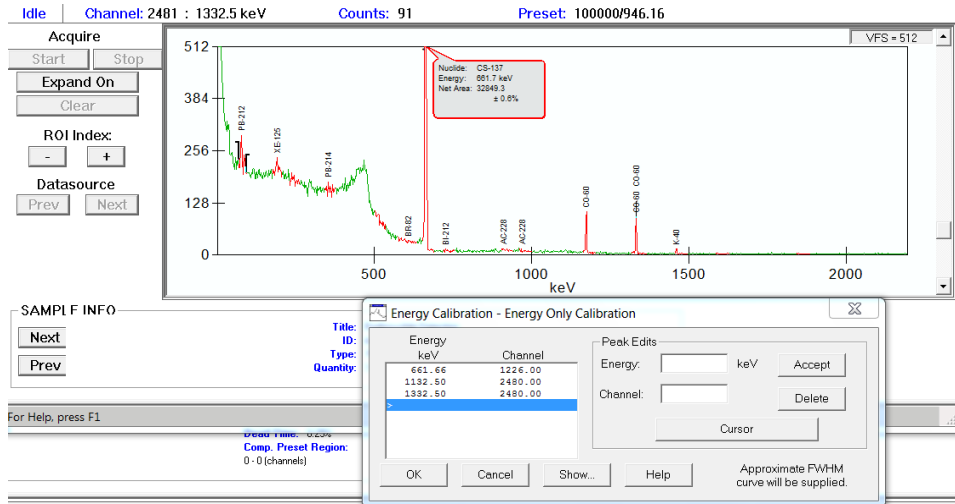 Idle Channel: 2481 : 1332.5 keV Counts: 91 Preset: 100000/946.16
Acquire
Start Stop
Expand On
Clear
ROI Index:
- +
Datasource
Prev Next
VFS = 512
512
384
256
128
0
500 1000 1500 2000
keV
PB-212
XE-125
PB-214
BR-82
BI-212
AC-228
AC-228
CO-60
CO-60
CO-60
K-40
Nuclide: CS-137
Energy: 661.7 keV
Net Area: 32849.3
± 0.6%
SAMPLE INFO
Next
Prev
Title:
ID:
Type:
Quantity:
For Help, press F1
Dead Time: 0.23%
Comp. Preset Region:
0 - 0 (channels)
Energy Calibration - Energy Only Calibration
Energy
keV Channel
661.66 1226.00
1132.50 2480.00
1332.50 2480.00
>
Peak Edits
Energy: keV Accept
Channel: Delete
Cursor
OK Cancel Show... Help
Approximate FWHM
curve will be supplied.